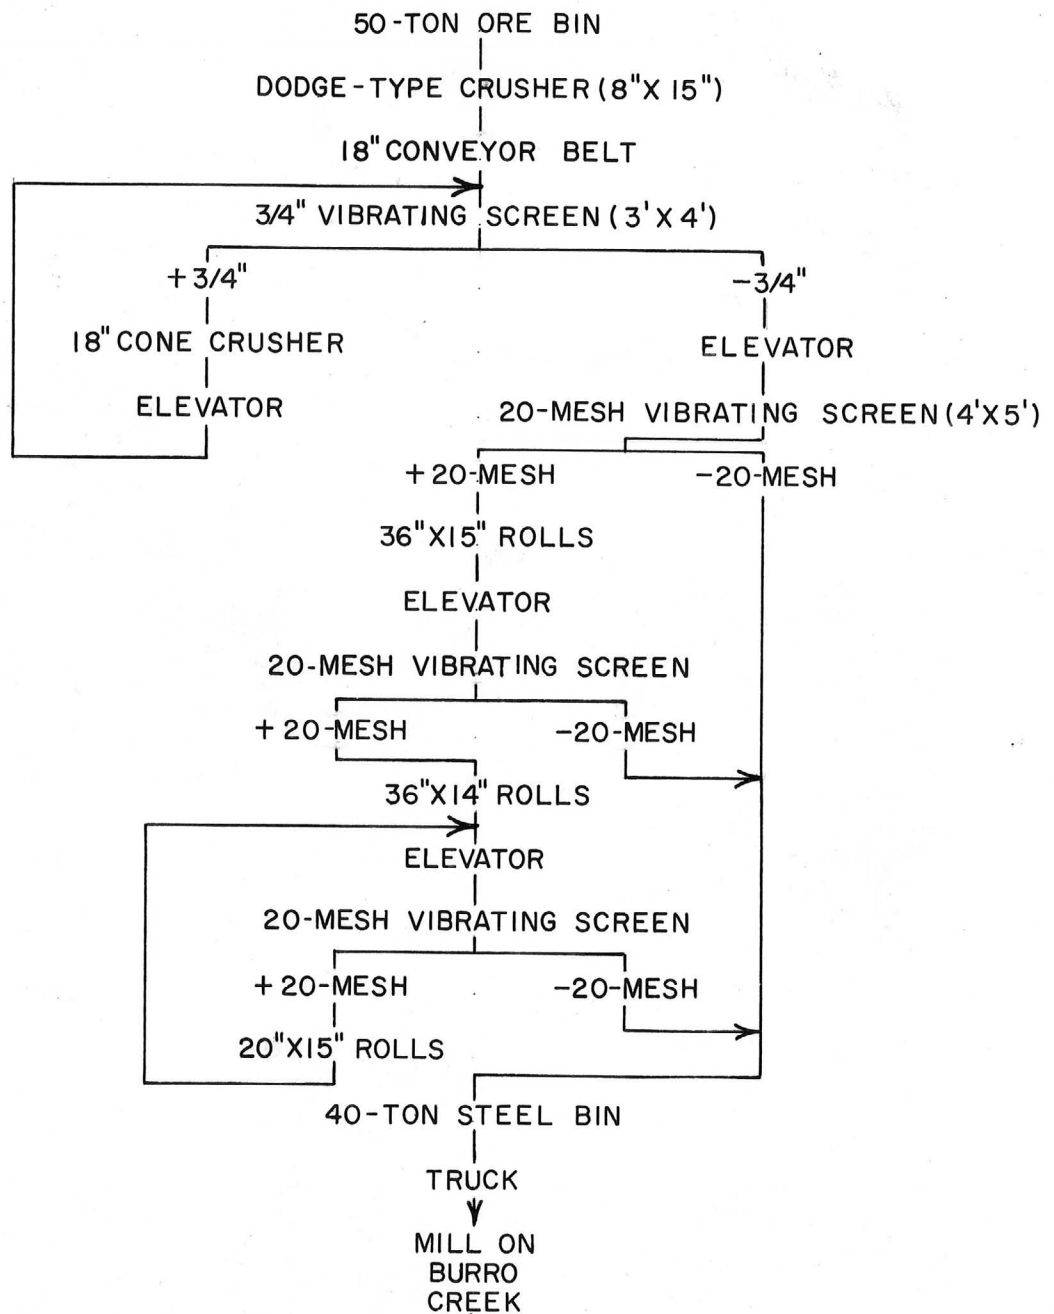 50-TON ORE BIN
DODGE-TYPE CRUSHER (8"X 15")
18" CONVEYOR BELT
3/4" VIBRATING SCREEN (3' X 4')
+3/4"
-3/4"
18" CONE CRUSHER
ELEVATOR
ELEVATOR
20-MESH VIBRATING SCREEN (4'X5')
+20-MESH
-20-MESH
36"X15" ROLLS
ELEVATOR
20-MESH VIBRATING SCREEN
+20-MESH
-20-MESH
36"X14" ROLLS
ELEVATOR
20-MESH VIBRATING SCREEN
+20-MESH
-20-MESH
20"X15" ROLLS
40-TON STEEL BIN
TRUCK
MILL ON
BURRO
CREEK